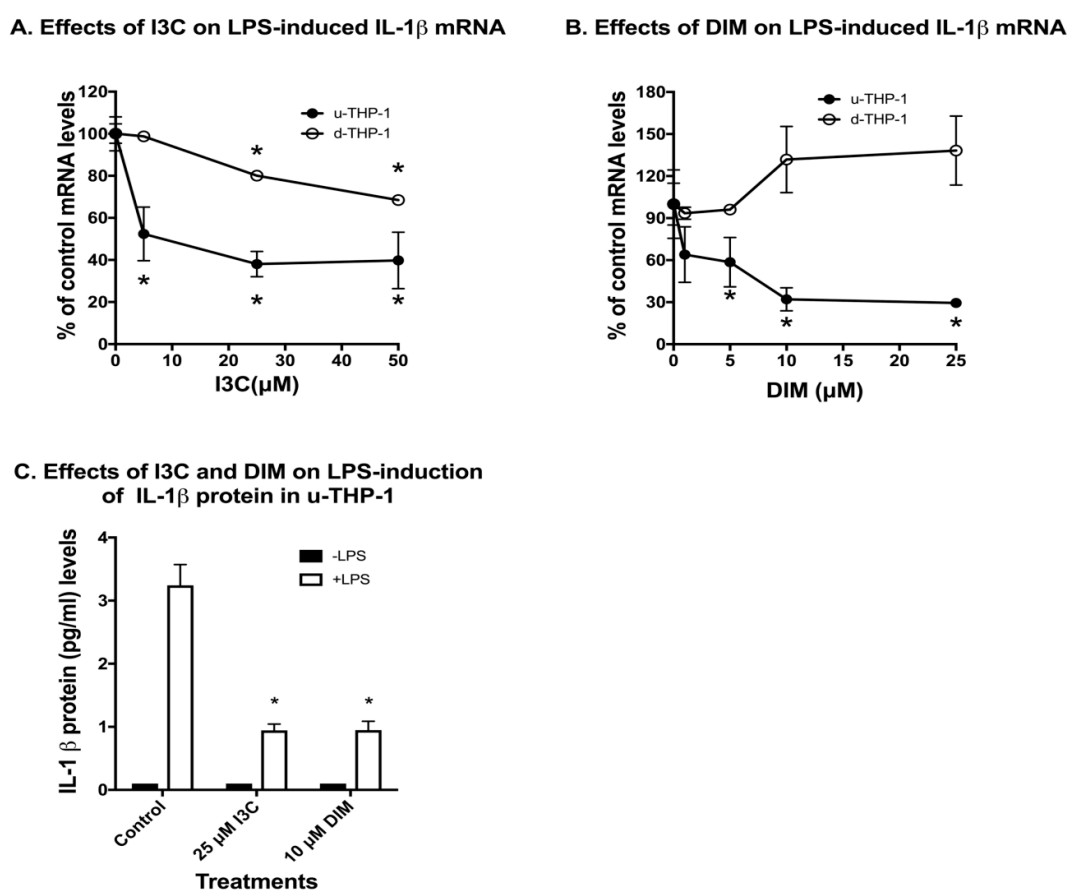 A. Effects of I3C on LPS-induced IL-1β mRNA
% of control mRNA levels
120
100
80
60
40
20
0
u-THP-1
d-THP-1
*
*
*
*
*
0
10
20
30
40
50
I3C(µM)
B. Effects of DIM on LPS-induced IL-1β mRNA
% of control mRNA levels
180
150
120
90
60
30
0
u-THP-1
d-THP-1
*
*
*
0
5
10
15
20
25
DIM (µM)
C. Effects of I3C and DIM on LPS-induction
of IL-1β protein in u-THP-1
IL-1 β protein (pg/ml) levels
4
3
2
1
0
-LPS
+LPS
*
*
Control
25 µM I3C
10 µM DIM
Treatments